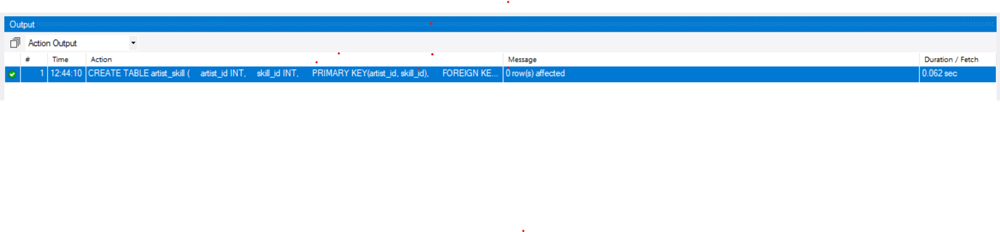 Output
Action Output
# Time Action Message Duration / Fetch
1 12:44:10 CREATE TABLE artist_skill ( artist_id INT, skill_id INT, PRIMARY KEY(artist_id, skill_id), FOREIGN KE... 0 row(s) affected 0.062 sec